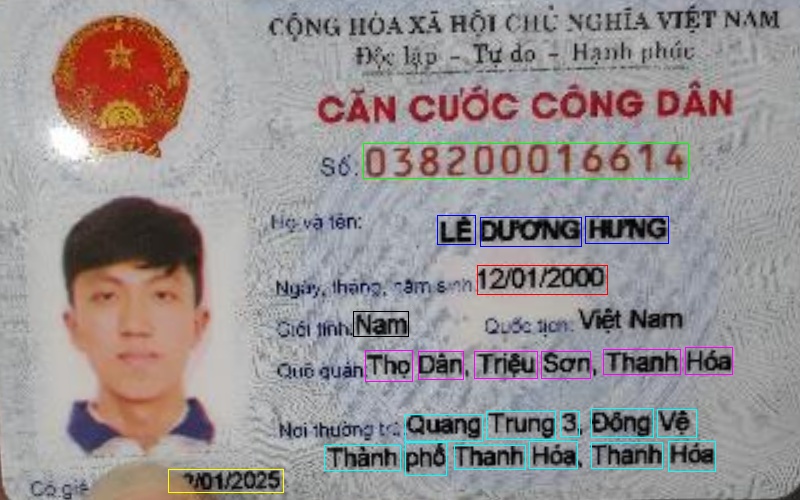 CỘNG HÒA XÃ HỘI CHỦ NGHĨA VIỆT NAM
Độc lập - Tự do - Hạnh phúc
CĂN CƯỚC CÔNG DÂN
Số: 038200016614
Họ và tên: LÊ DƯƠNG HƯNG
Ngày, tháng, năm sinh: 12/01/2000
Giới tính: Nam Quốc tịch: Việt Nam
Quê quán: Thọ Dân, Triệu Sơn, Thanh Hóa
Nơi thường trú: Quang Trung 3, Đông Vệ
Thành phố Thanh Hóa, Thanh Hóa
Có giá /01/2025